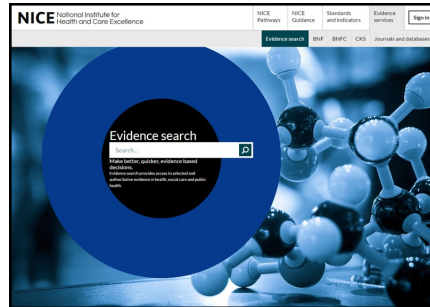 NICE National Institute for
Health and Care Excellence
NICE
Pathways
NICE
Guidance
Standards
and indicators
Evidence
services
Sign in
Evidence search BNF BNFC CKS Journals and databases
Evidence search
Search...
Make better, quicker, evidence based
decisions.
Evidence search provides access to selected and
authoritative evidence in health, social care and public
health.